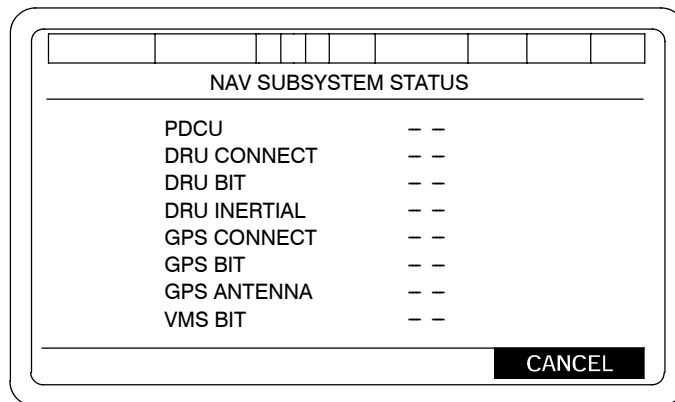 NAV SUBSYSTEM STATUS
PDCU — —
DRU CONNECT — —
DRU BIT — —
DRU INERTIAL — —
GPS CONNECT — —
GPS BIT — —
GPS ANTENNA — —
VMS BIT — —
CANCEL